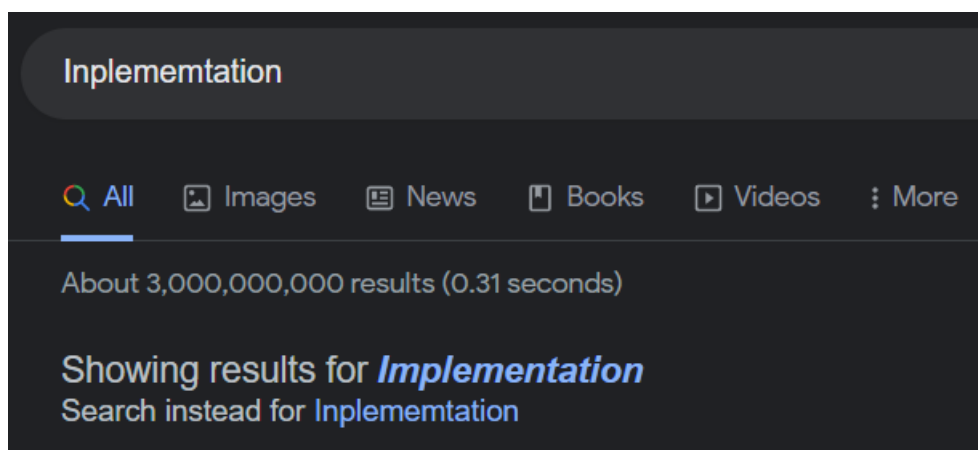 Inplememtation
All Images News Books Videos More
About 3,000,000,000 results (0.31 seconds)
Showing results for Implementation
Search instead for Inplememtation